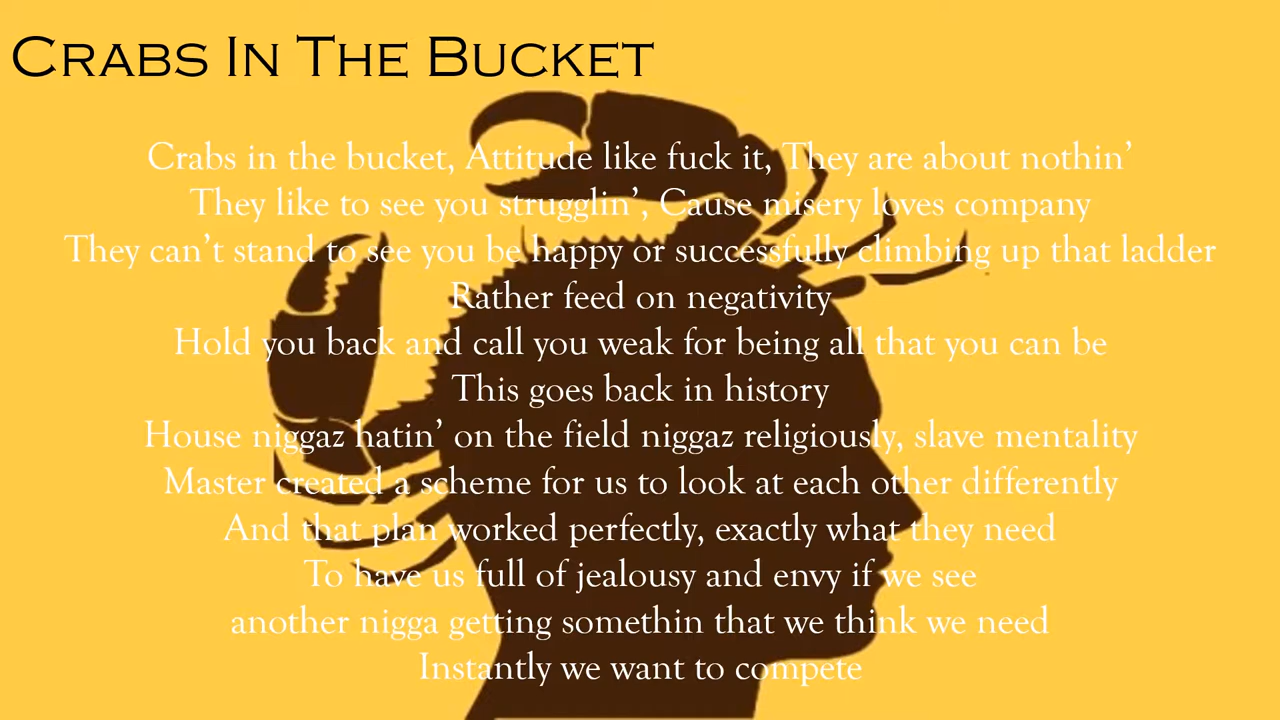 Crabs In The Bucket
Crabs in the bucket, Attitude like fuck it, They are about nothin’
They like to see you strugglin’, Cause misery loves company
They can’t stand to see you be happy or successfully climbing up that ladder
Rather feed on negativity
Hold you back and call you weak for being all that you can be
This goes back in history
House niggaz hatin’ on the field niggaz religiously, slave mentality
Master created a scheme for us to look at each other differently
And that plan worked perfectly, exactly what they need
To have us full of jealousy and envy if we see
another nigga getting somethin that we think we need
Instantly we want to compete